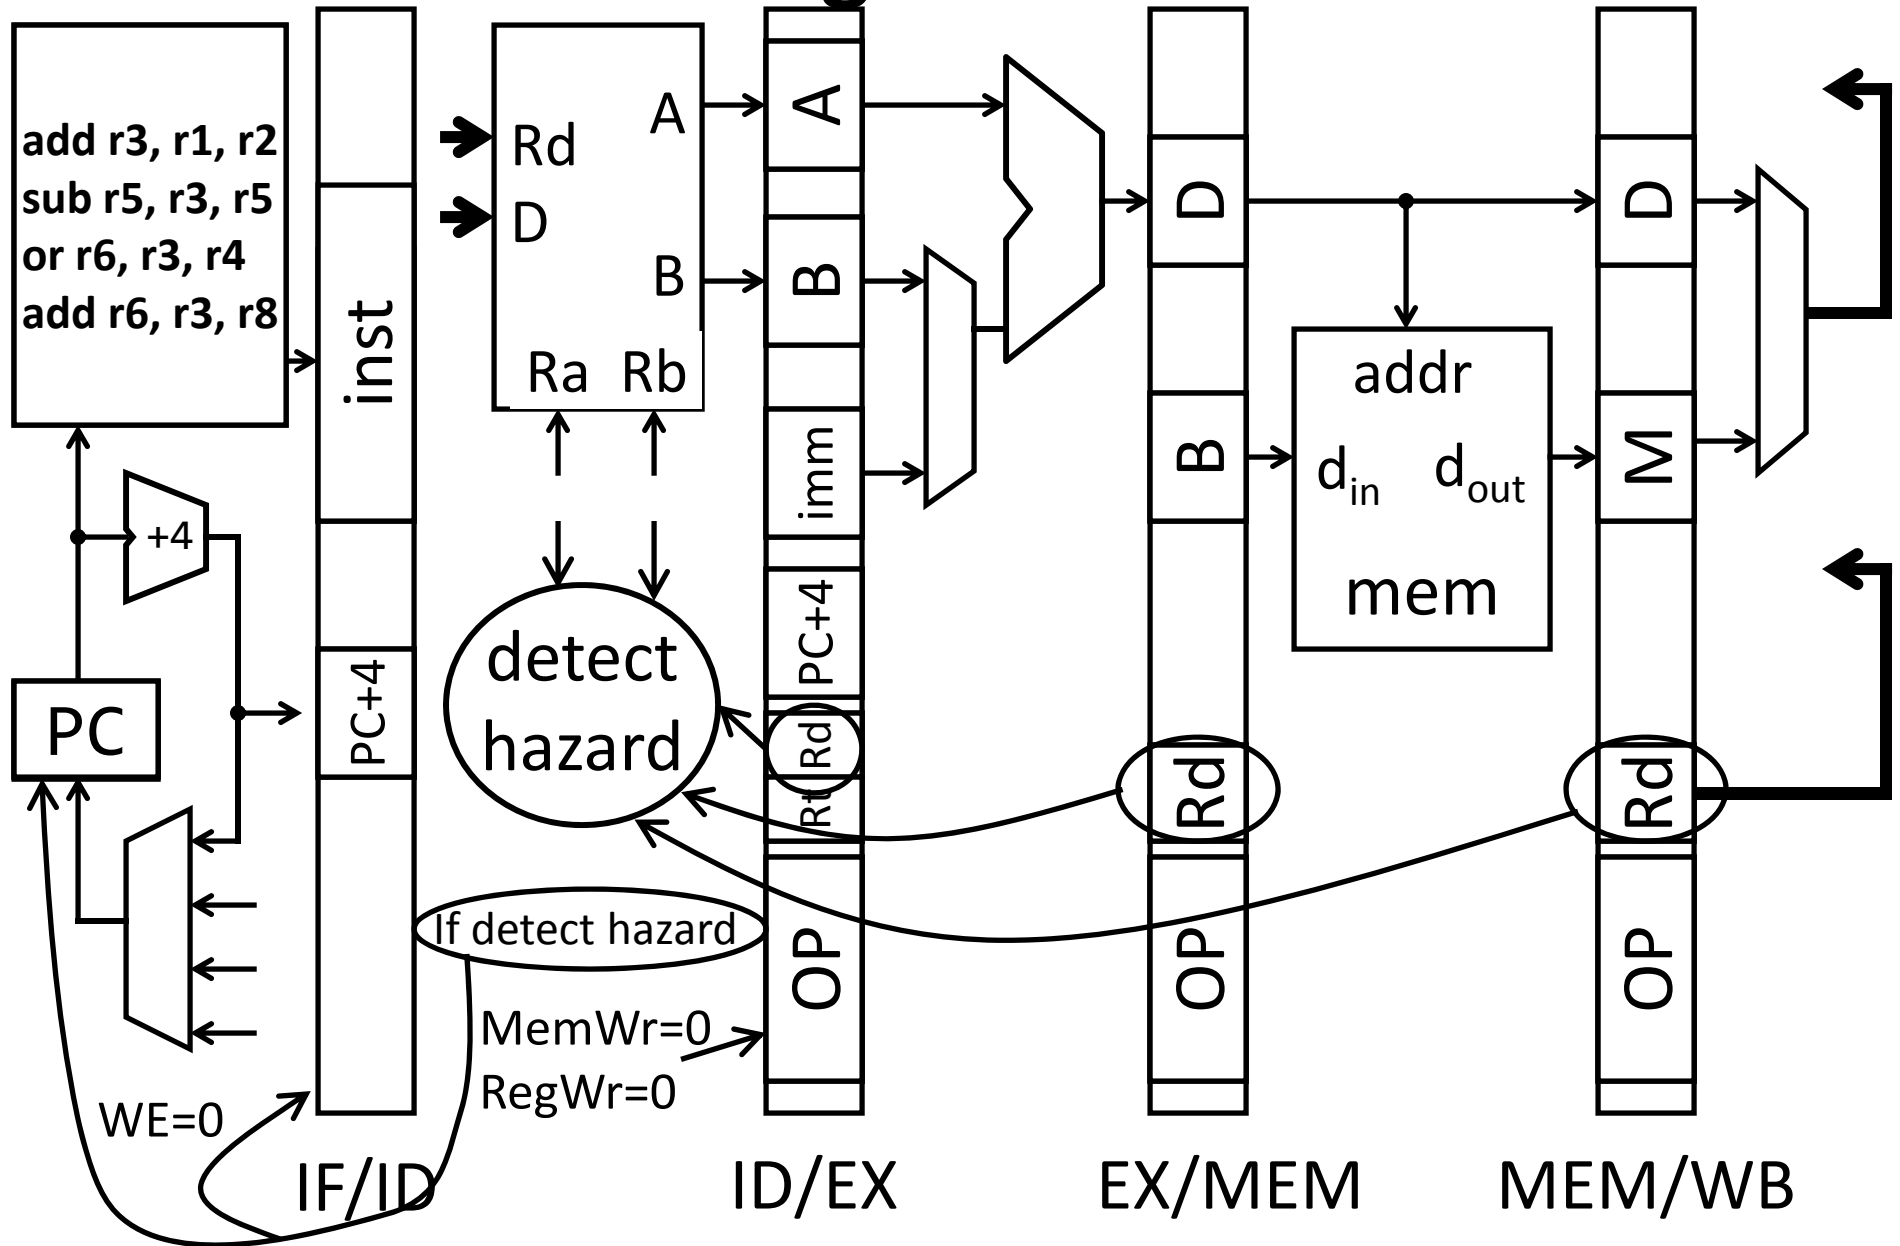 add r3, r1, r2
sub r5, r3, r5
or r6, r3, r4
add r6, r3, r8
+4
PC
WE=0
inst
PC+4
IF/ID
Rd
D
A
B
Ra Rb
detect
hazard
If detect hazard
MemWr=0
RegWr=0
A
B
imm
PC+4
Rd
Rt
OP
ID/EX
D
B
Rd
OP
EX/MEM
addr
din dout
mem
D
M
Rd
OP
MEM/WB